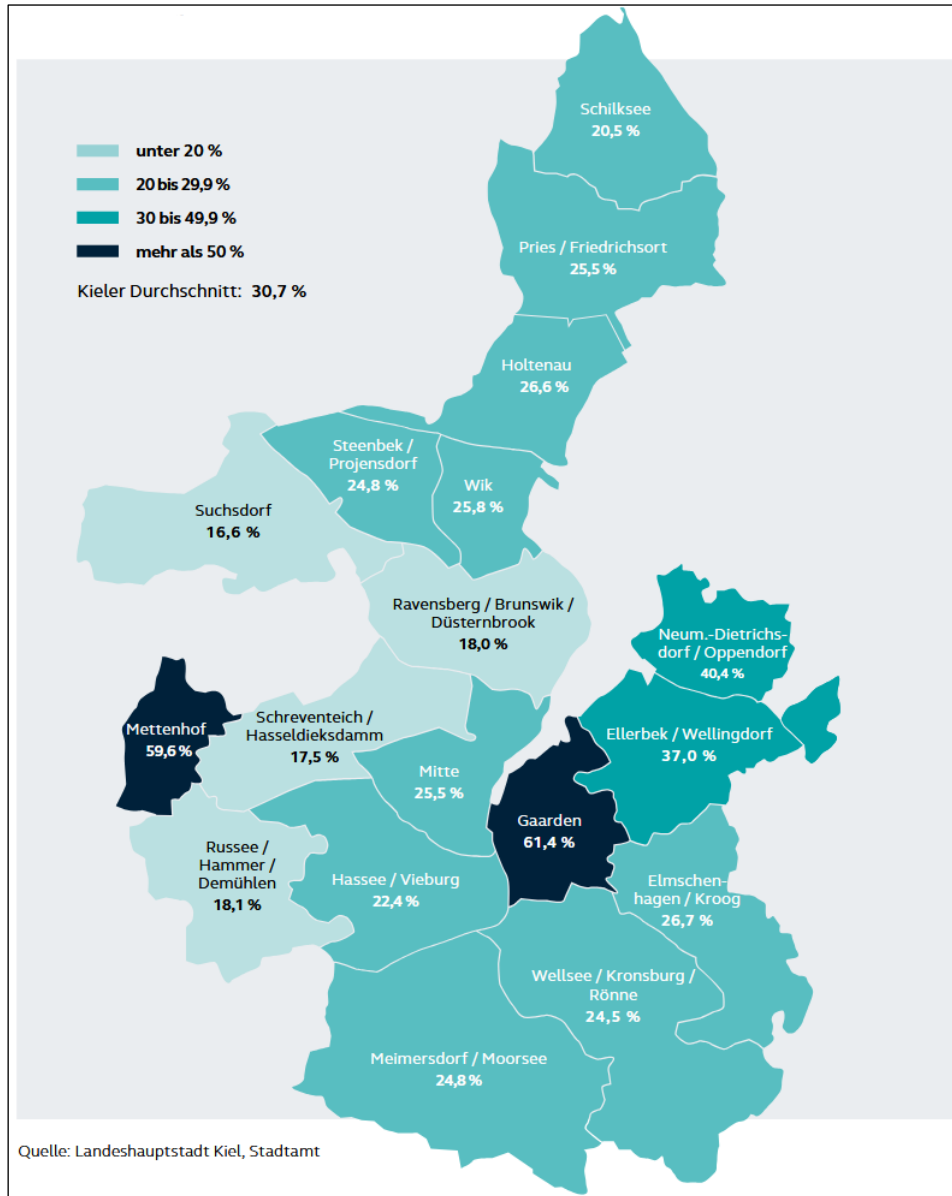 Schilksee
20,5 %
unter 20 %
20 bis 29,9 %
30 bis 49,9 %
mehr als 50 %
Kieler Durchschnitt: 30,7 %
Pries / Friedrichsort
25,5 %
Holtenau
26,6 %
Steenbek /
Projensdorf
24,8 %
Wik
25,8 %
Suchsdorf
16,6 %
Ravensberg / Brunswik /
Düsternbrook
18,0 %
Neum.-Dietrichs-
dorf / Oppendorf
40,4 %
Mettenhof
59,6 %
Schreventeich /
Hasseldieksdamm
17,5 %
Ellerbek / Wellingdorf
37,0 %
Mitte
25,5 %
Gaarden
61,4 %
Russee /
Hammer /
Demühlen
18,1 %
Hassee / Vieburg
22,4 %
Elmschen-
hagen / Kroog
26,7 %
Wellsee / Kronsburg /
Rönne
24,5 %
Meimersdorf / Moorsee
24,8 %
Quelle: Landeshauptstadt Kiel, Stadtamt